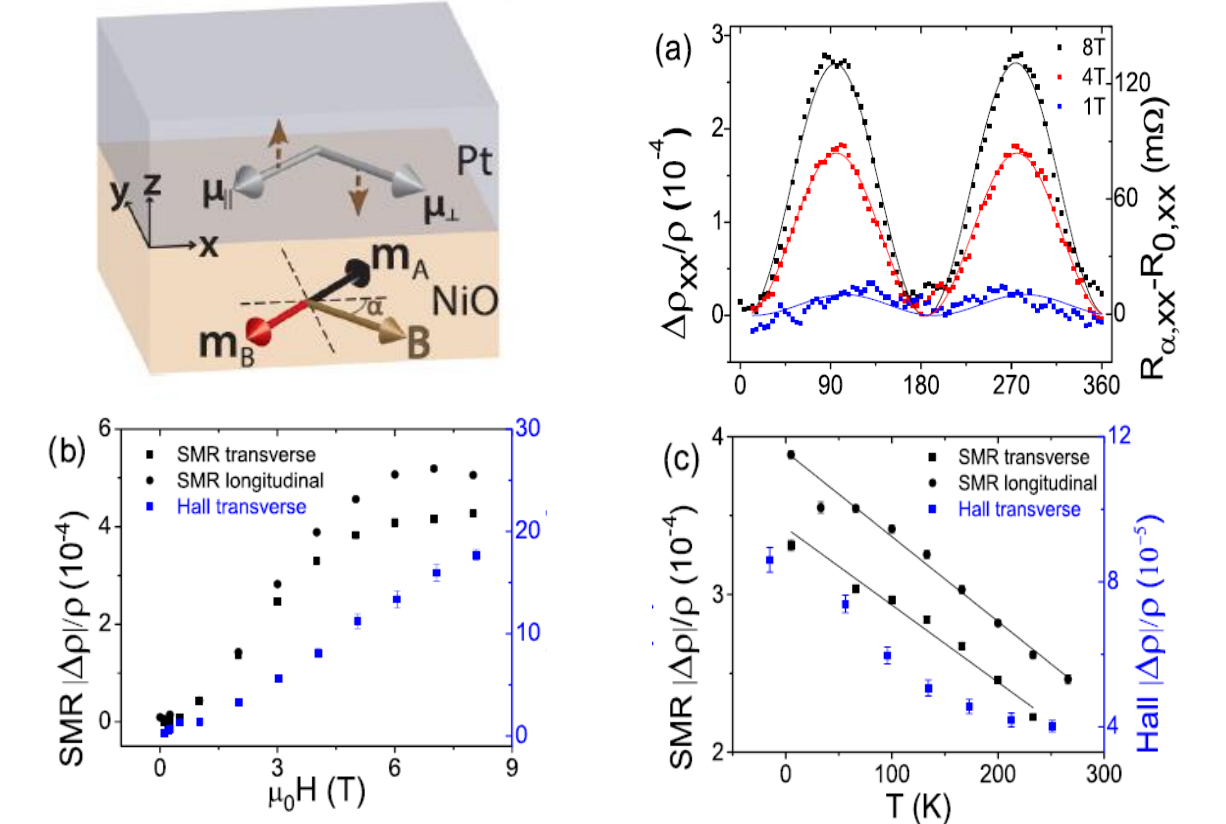 Pt
μ∥
μ⊥
y
z
x
m_A
NiO
α
m_B
B
(a)
8T
4T
1T
3
2
1
0
Δρxx/ρ (10⁻⁴)
120
60
0
R_α,xx-R_0,xx (mΩ)
0 90 180 270 360
(b)
SMR transverse
SMR longitudinal
Hall transverse
6
4
2
0
SMR |Δρ|/ρ (10⁻⁴)
30
20
10
0
0 3 6 9
μ₀H (T)
(c)
SMR transverse
SMR longitudinal
Hall transverse
4
3
2
SMR |Δρ|/ρ (10⁻⁴)
12
8
4
Hall |Δρ|/ρ (10⁻⁵)
0 100 200 300
T (K)